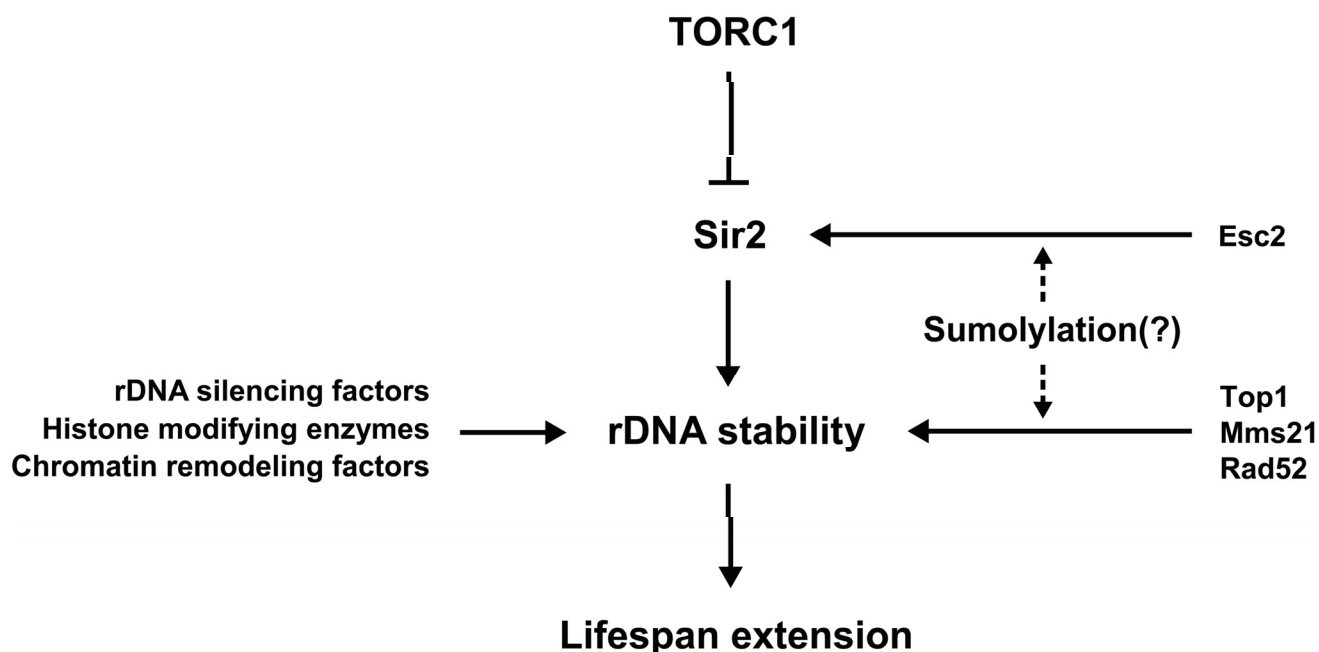 TORC1
Sir2
Esc2
Sumolylation(?)
rDNA silencing factors
Histone modifying enzymes
Chromatin remodeling factors
rDNA stability
Top1
Mms21
Rad52
Lifespan extension